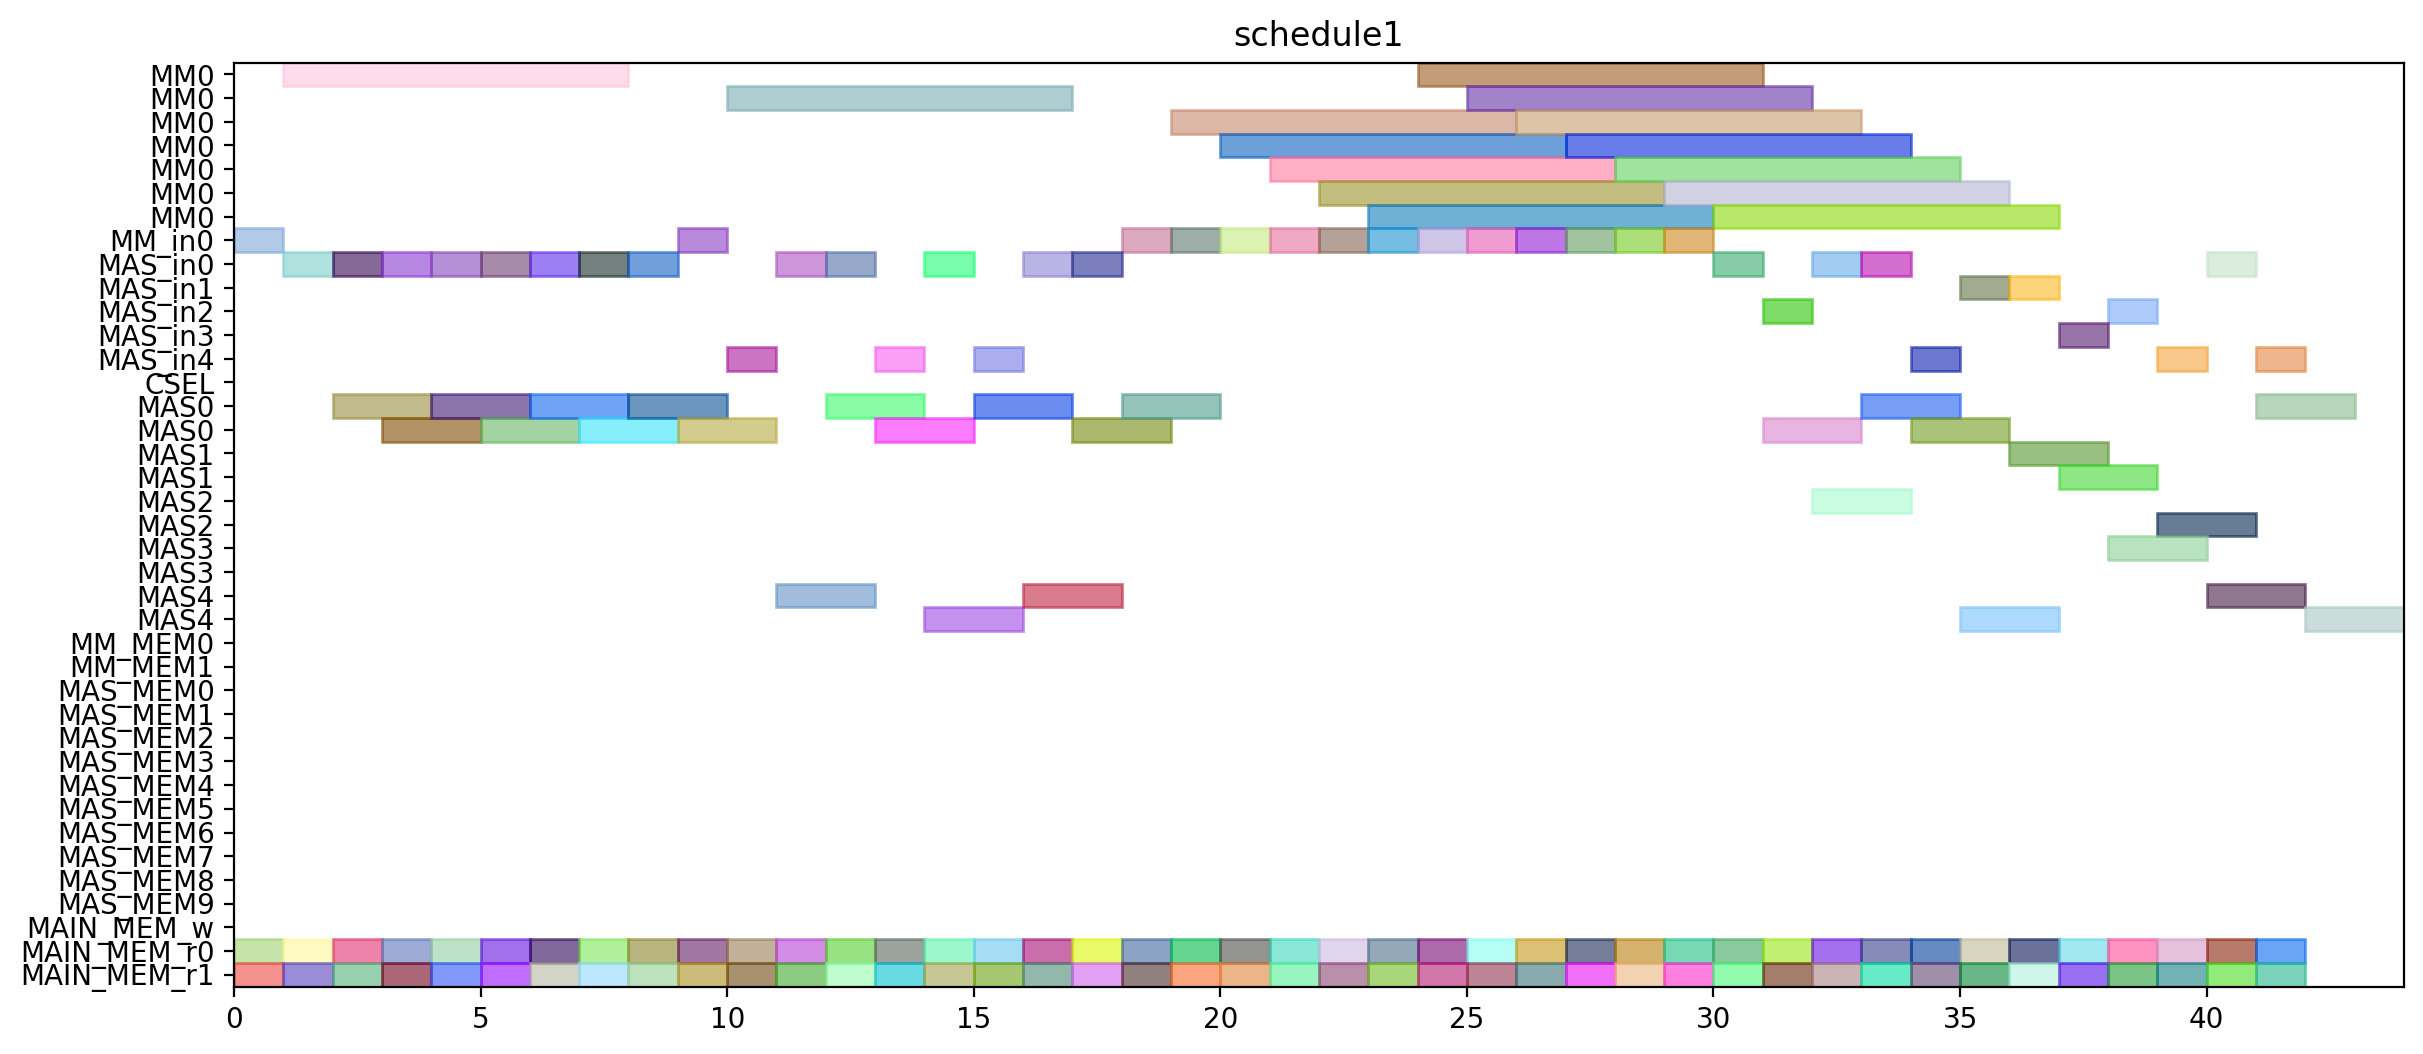 schedule1
MM0
MM0
MM0
MM0
MM0
MM0
MM0
MM_in0
MAS_in0
MAS_in1
MAS_in2
MAS_in3
MAS_in4
CSEL
MAS0
MAS0
MAS1
MAS1
MAS2
MAS2
MAS3
MAS3
MAS4
MAS4
MM_MEM0
MM_MEM1
MAS_MEM0
MAS_MEM1
MAS_MEM2
MAS_MEM3
MAS_MEM4
MAS_MEM5
MAS_MEM6
MAS_MEM7
MAS_MEM8
MAS_MEM9
MAIN_MEM_w
MAIN_MEM_r0
MAIN_MEM_r1
0 5 10 15 20 25 30 35 40